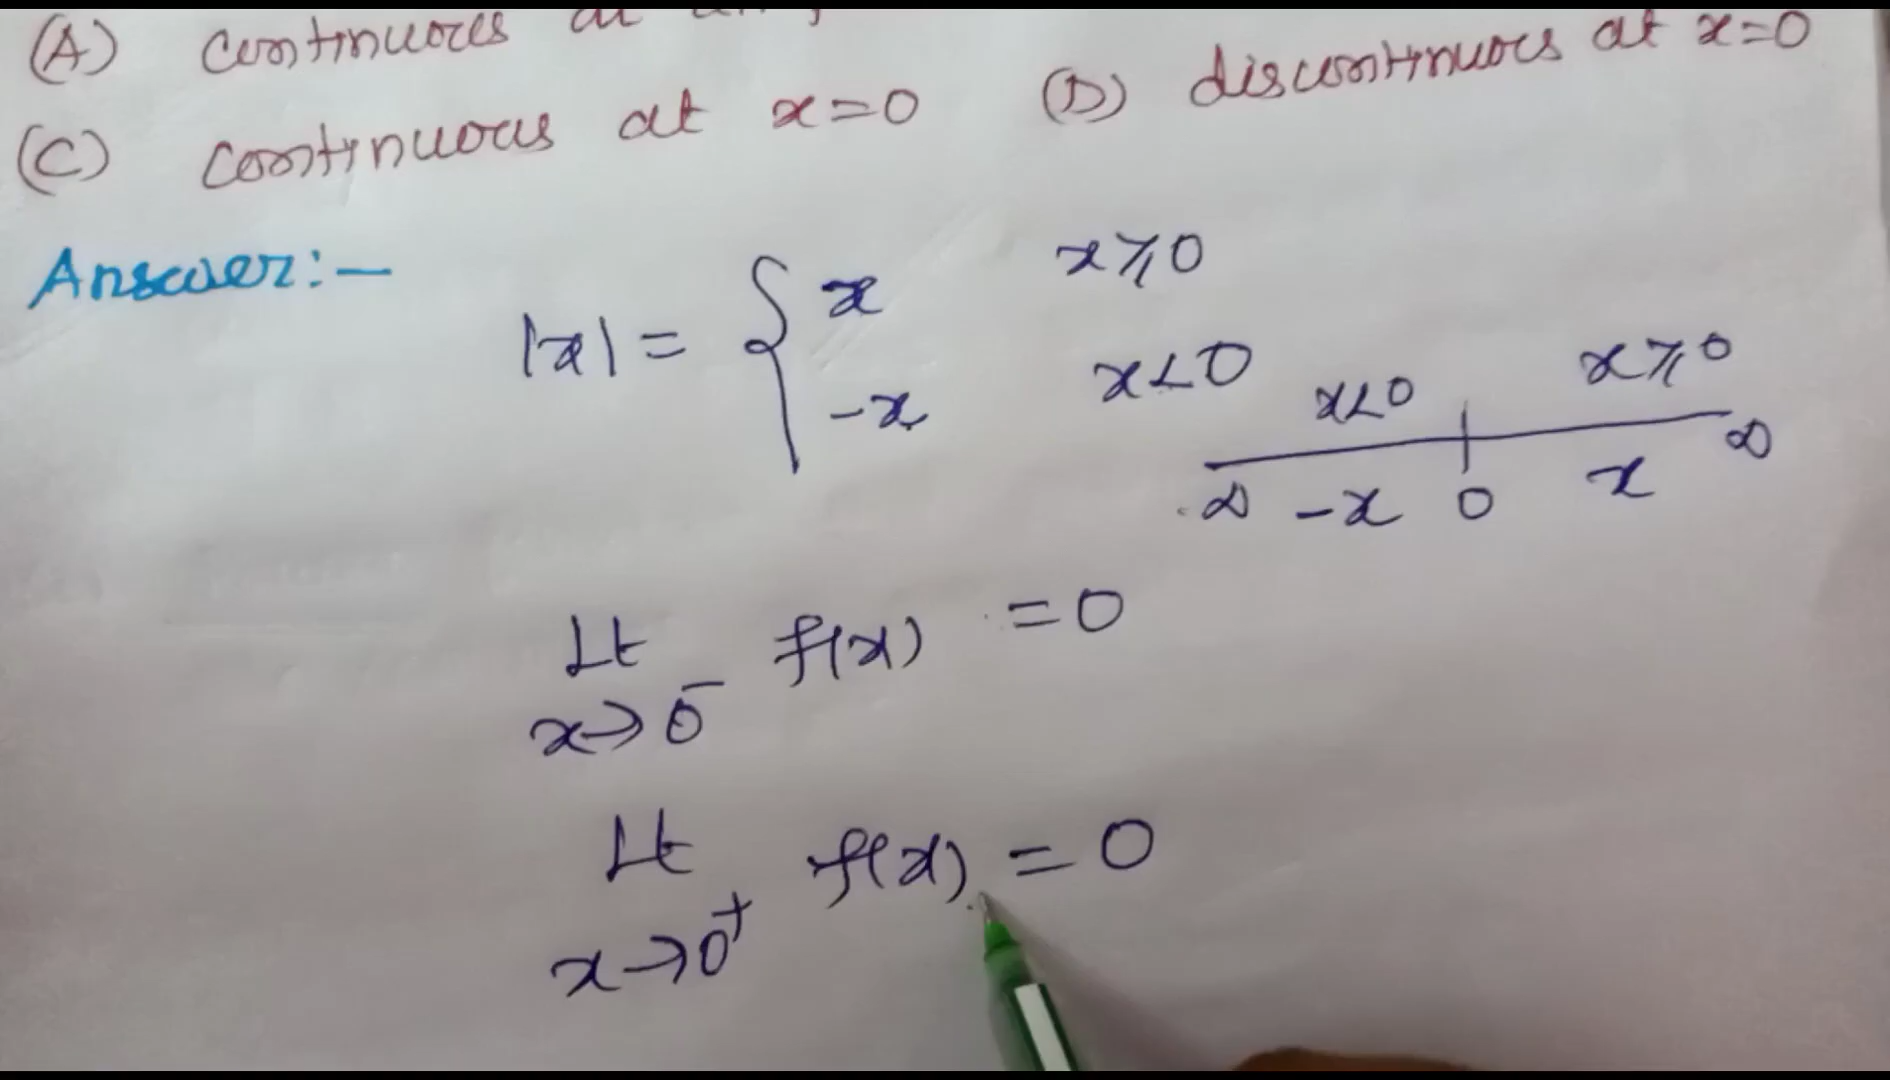 (A) continuous at
(C) continuous at x=0 (D) discontinuous at x=0
Answer:-
|x| = { x x⩾0
-x x<0
x<0 x⩾0
∞ -x 0 x ∞
Lt f(x) = 0
x→0⁻
Lt f(x) = 0
x→0⁺